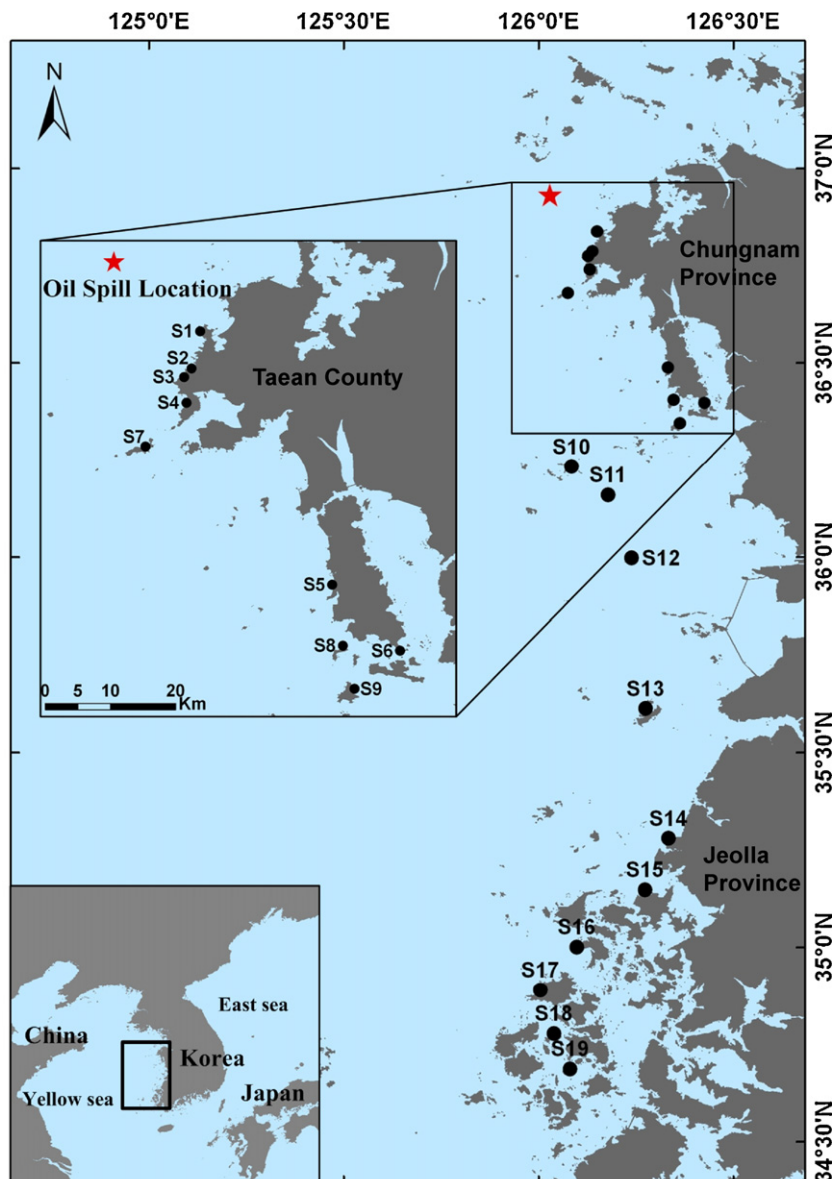 125°0'E
125°30'E
126°0'E
126°30'E
N
37°0'N
Chungnam
Province
Oil Spill Location
S1
S2
S3
Taean County
S4
36°30'N
S7
S10
S11
36°0'N
S12
S5
S8
S6
S9
0 5 10 20
Km
S13
35°30'N
S14
Jeolla
Province
S15
S16
35°0'N
S17
S18
S19
East sea
China
Korea
Yellow sea
Japan
34°30'N